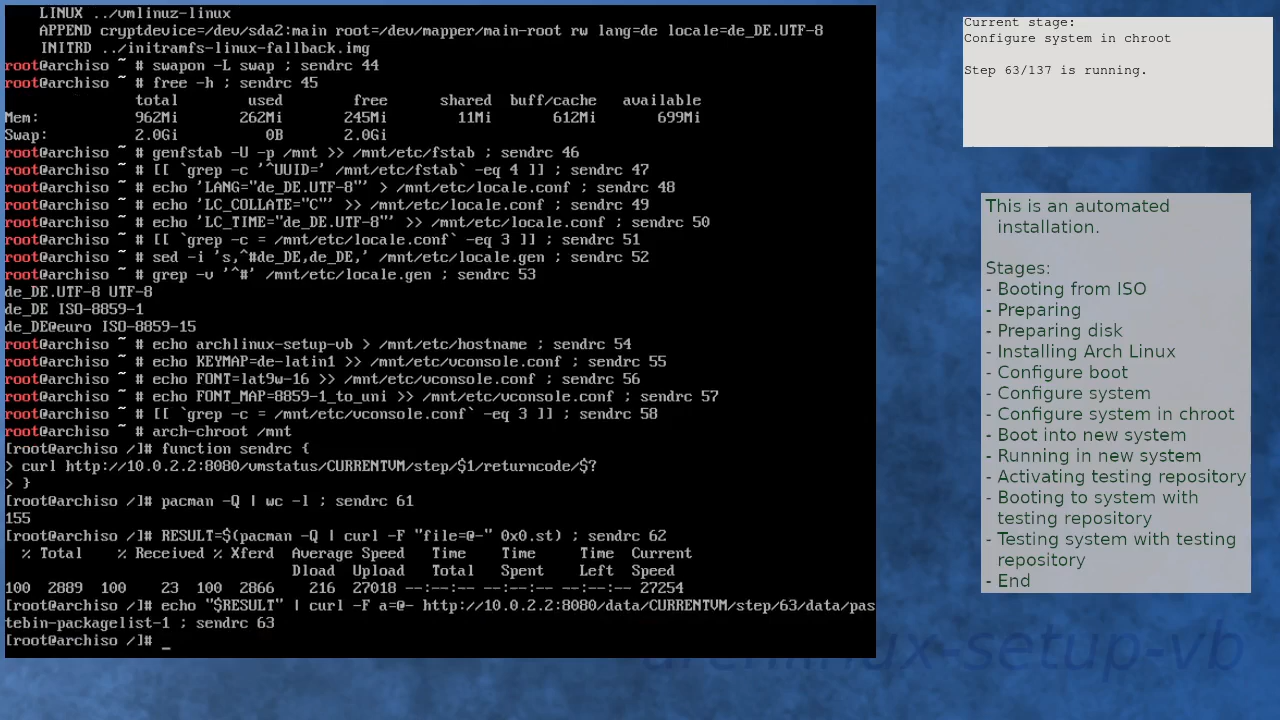 LINUX ../vmlinuz-linux
APPEND cryptdevice=/dev/sda2:main root=/dev/mapper/main-root rw lang=de locale=de_DE.UTF-8
INITRD ../initramfs-linux-fallback.img
root@archiso ~ # swapon -L swap ; sendrc 44
root@archiso ~ # free -h ; sendrc 45
total used free shared buff/cache available
Mem: 962Mi 262Mi 245Mi 11Mi 612Mi 699Mi
Swap: 2.0Gi 0B 2.0Gi
root@archiso ~ # genfstab -U -p /mnt >> /mnt/etc/fstab ; sendrc 46
root@archiso ~ # [[ `grep -c '^UUID=' /mnt/etc/fstab` -eq 4 ]] ; sendrc 47
root@archiso ~ # echo 'LANG="de_DE.UTF-8"' > /mnt/etc/locale.conf ; sendrc 48
root@archiso ~ # echo 'LC_COLLATE="C"' >> /mnt/etc/locale.conf ; sendrc 49
root@archiso ~ # echo 'LC_TIME="de_DE.UTF-8"' >> /mnt/etc/locale.conf ; sendrc 50
root@archiso ~ # [[ `grep -c = /mnt/etc/locale.conf` -eq 3 ]] ; sendrc 51
root@archiso ~ # sed -i 's,^#de_DE,de_DE,' /mnt/etc/locale.gen ; sendrc 52
root@archiso ~ # grep -v '^#' /mnt/etc/locale.gen ; sendrc 53
de_DE.UTF-8 UTF-8
de_DE ISO-8859-1
de_DE@euro ISO-8859-15
root@archiso ~ # echo archlinux-setup-vb > /mnt/etc/hostname ; sendrc 54
root@archiso ~ # echo KEYMAP=de-latin1 >> /mnt/etc/vconsole.conf ; sendrc 55
root@archiso ~ # echo FONT=lat9w-16 >> /mnt/etc/vconsole.conf ; sendrc 56
root@archiso ~ # echo FONT_MAP=8859-1_to_uni >> /mnt/etc/vconsole.conf ; sendrc 57
root@archiso ~ # [[ `grep -c = /mnt/etc/vconsole.conf` -eq 3 ]] ; sendrc 58
root@archiso ~ # arch-chroot /mnt
[root@archiso /]# function sendrc {
> curl http://10.0.2.2:8080/vmstatus/CURRENTVM/step/$1/returncode/$?
> }
[root@archiso /]# pacman -Q | wc -l ; sendrc 61
155
[root@archiso /]# RESULT=$(pacman -Q | curl -F "file=@-" 0x0.st) ; sendrc 62
% Total % Received % Xferd Average Speed Time Time Time Current
Dload Upload Total Spent Left Speed
100 2889 100 23 100 2866 216 27018 --:--:-- --:--:-- --:--:-- 27254
[root@archiso /]# echo "$RESULT" | curl -F a=@- http://10.0.2.2:8080/data/CURRENTVM/step/63/data/pas
tebin-packagelist-1 ; sendrc 63
[root@archiso /]# _
Current stage:
Configure system in chroot
Step 63/137 is running.
This is an automated
installation.
Stages:
- Booting from ISO
- Preparing
- Preparing disk
- Installing Arch Linux
- Configure boot
- Configure system
- Configure system in chroot
- Boot into new system
- Running in new system
- Activating testing repository
- Booting to system with
testing repository
- Testing system with testing
repository
- End
archlinux-setup-vb